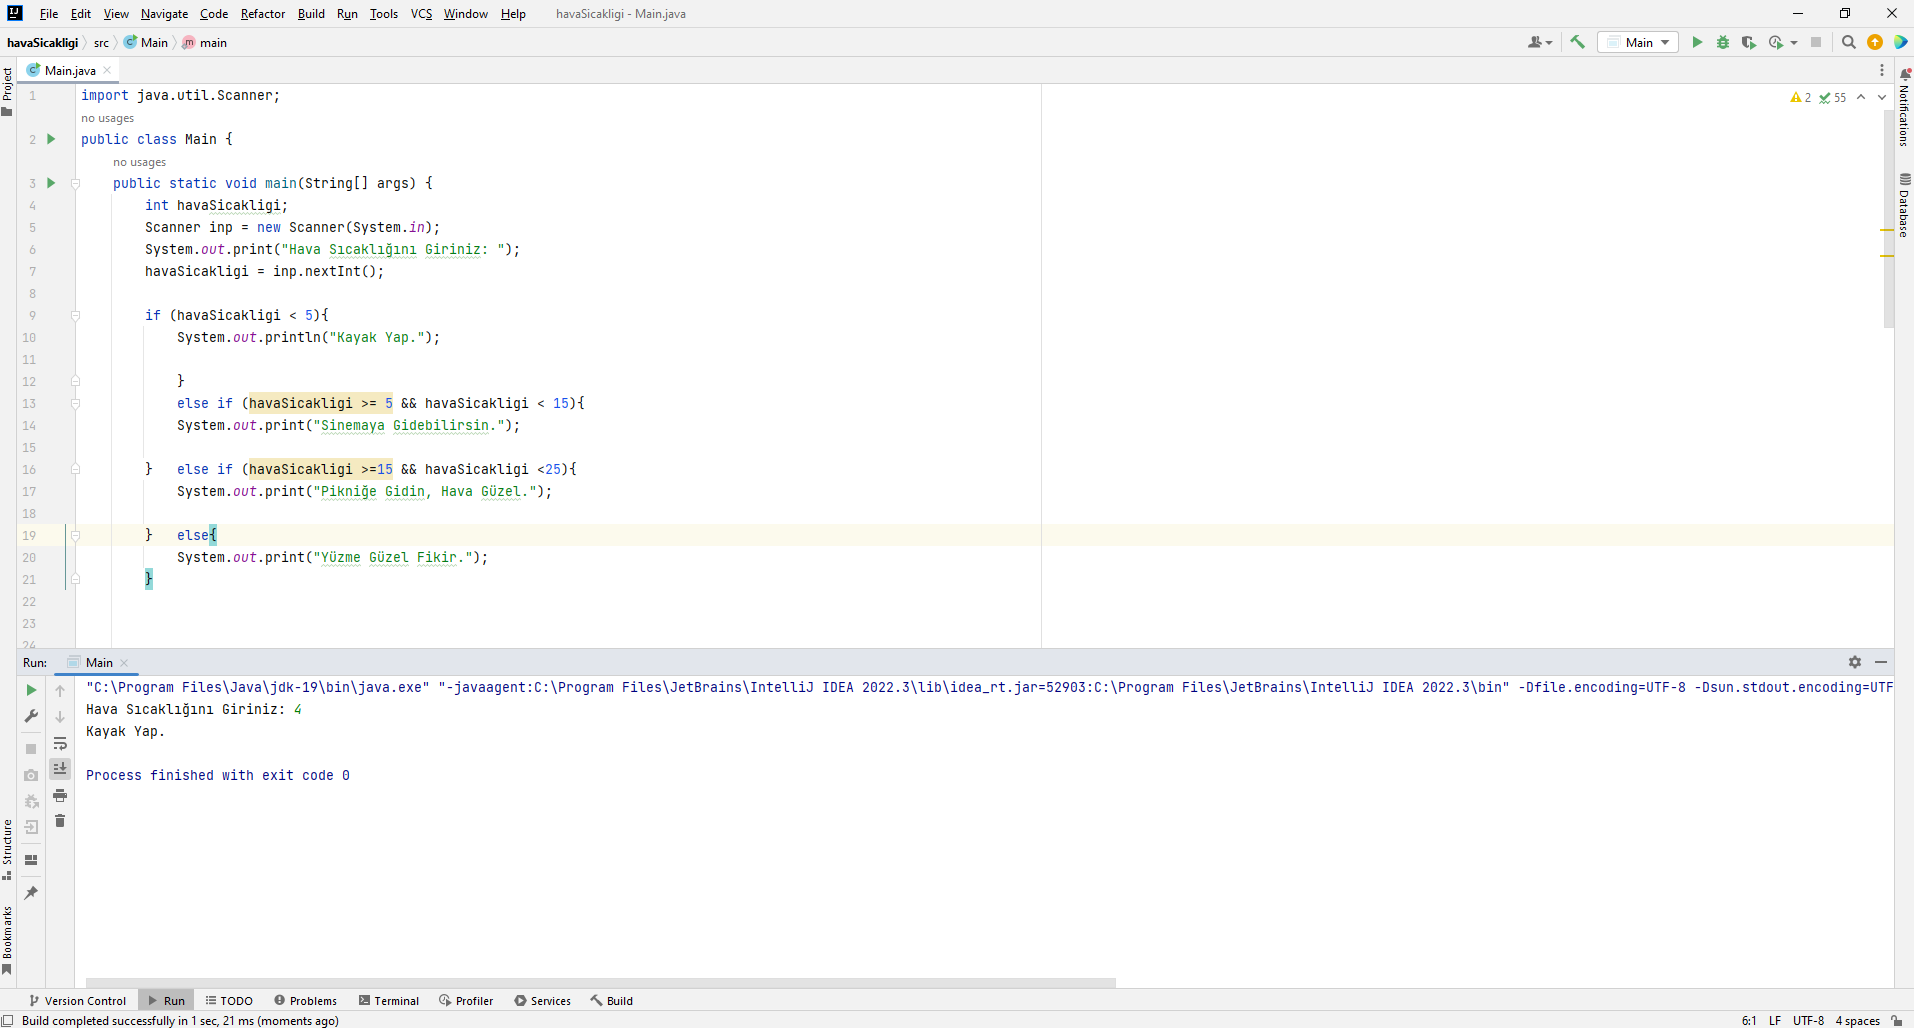 File Edit View Navigate Code Refactor Build Run Tools VCS Window Help havaSicakligi - Main.java
havaSicakligi src Main main Main
Main.java
Project
Notifications
Database
2 55
1 import java.util.Scanner;
no usages
2 public class Main {
no usages
3 public static void main(String[] args) {
4 int havaSicakligi;
5 Scanner inp = new Scanner(System.in);
6 System.out.print("Hava Sıcaklığını Giriniz: ");
7 havaSicakligi = inp.nextInt();
8
9 if (havaSicakligi < 5){
10 System.out.println("Kayak Yap.");
11
12 }
13 else if (havaSicakligi >= 5 && havaSicakligi < 15){
14 System.out.print("Sinemaya Gidebilirsin.");
15
16 } else if (havaSicakligi >=15 && havaSicakligi <25){
17 System.out.print("Pikniğe Gidin, Hava Güzel.");
18
19 } else{
20 System.out.print("Yüzme Güzel Fikir.");
21 }
22
23
24
Run: Main
"C:\Program Files\Java\jdk-19\bin\java.exe" "-javaagent:C:\Program Files\JetBrains\IntelliJ IDEA 2022.3\lib\idea_rt.jar=52903:C:\Program Files\JetBrains\IntelliJ IDEA 2022.3\bin" -Dfile.encoding=UTF-8 -Dsun.stdout.encoding=UTF
Hava Sıcaklığını Giriniz: 4
Kayak Yap.
Process finished with exit code 0
Structure
Bookmarks
Version Control Run TODO Problems Terminal Profiler Services Build
Build completed successfully in 1 sec, 21 ms (moments ago) 6:1 LF UTF-8 4 spaces